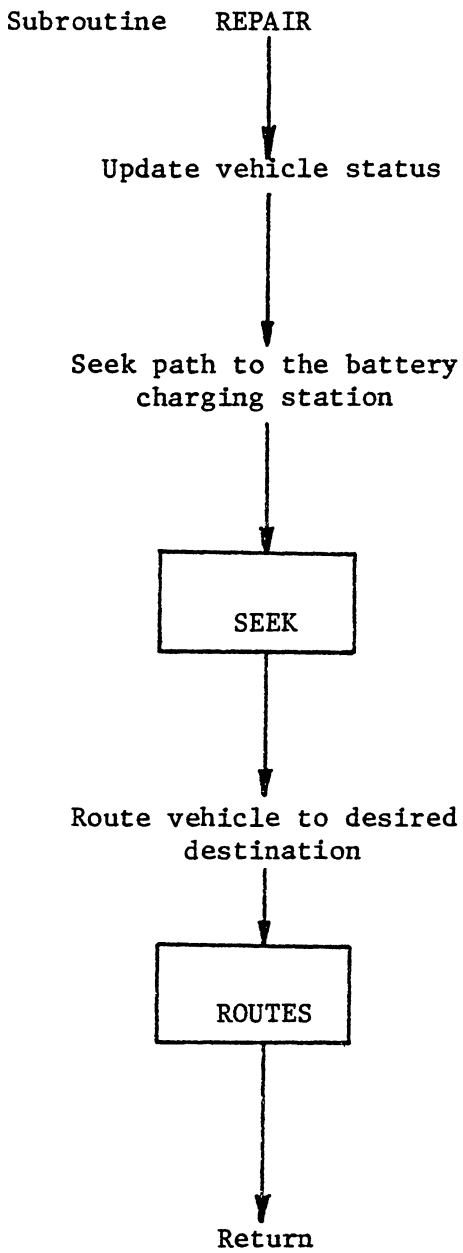 Subroutine REPAIR
Update vehicle status
Seek path to the battery
charging station
SEEK
Route vehicle to desired
destination
ROUTES
Return